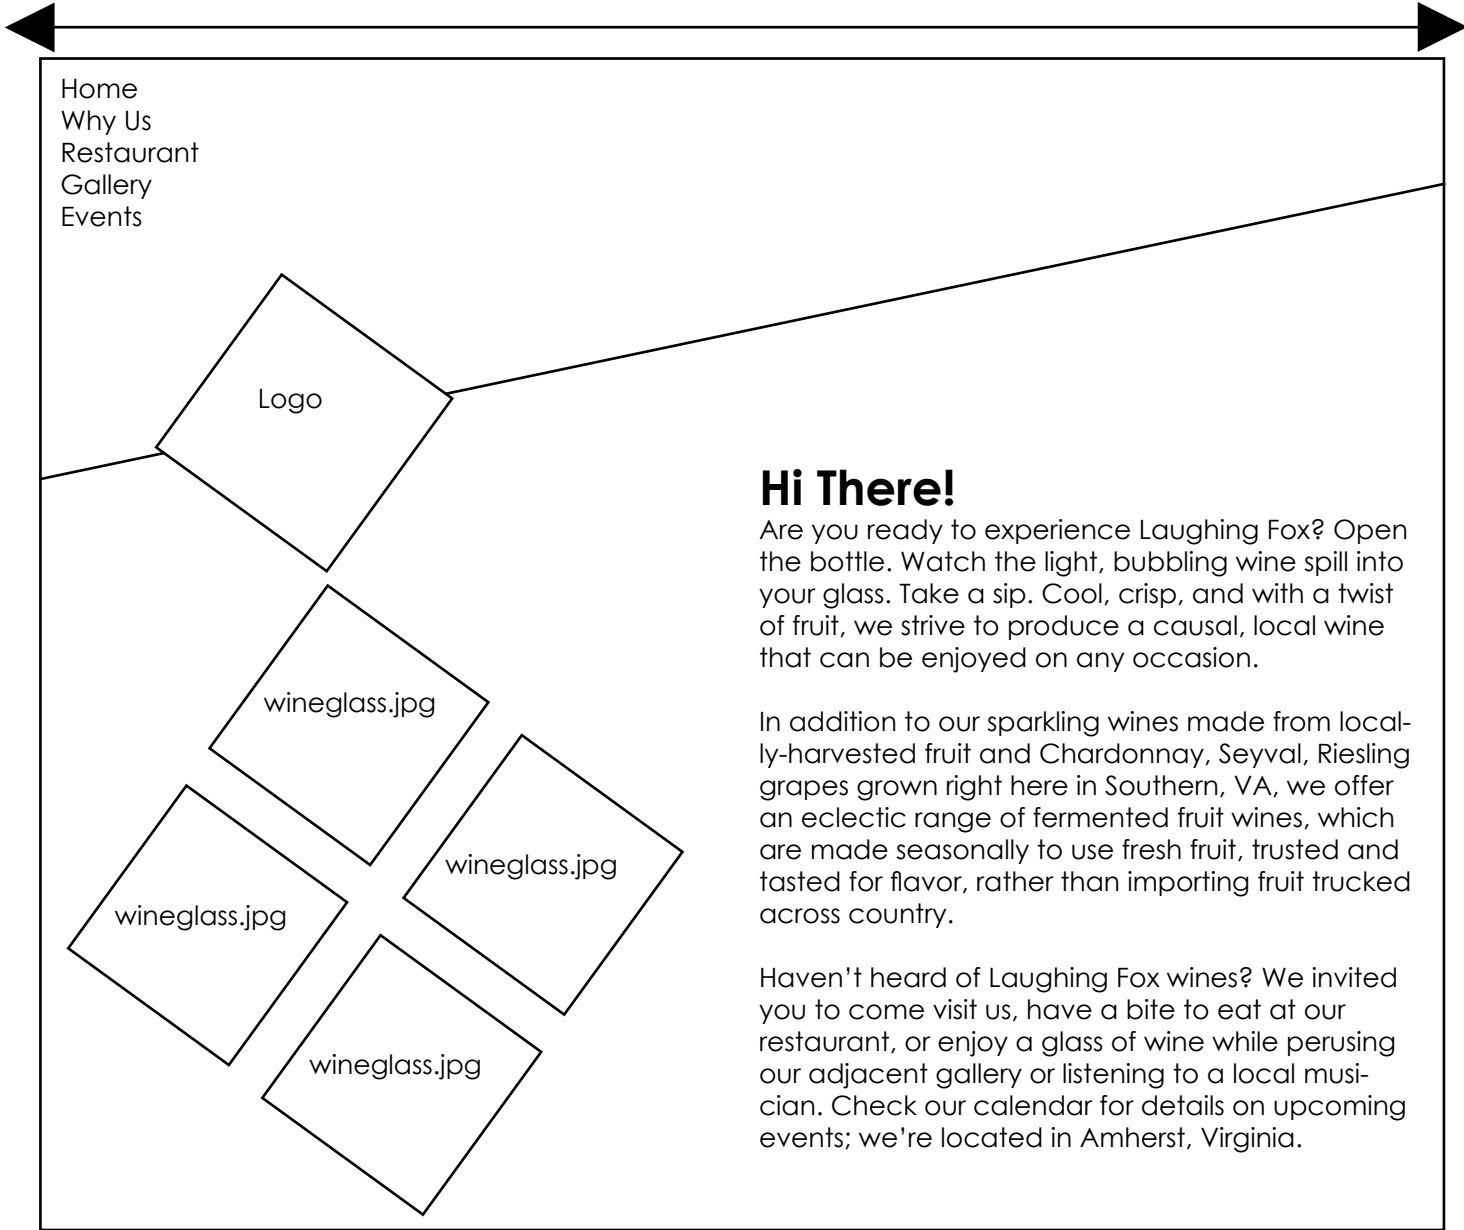 Home
Why Us
Restaurant
Gallery
Events
Logo
Hi There!
Are you ready to experience Laughing Fox? Open
the bottle. Watch the light, bubbling wine spill into
your glass. Take a sip. Cool, crisp, and with a twist
of fruit, we strive to produce a causal, local wine
that can be enjoyed on any occasion.
In addition to our sparkling wines made from local-
ly-harvested fruit and Chardonnay, Seyval, Riesling
grapes grown right here in Southern, VA, we offer
an eclectic range of fermented fruit wines, which
are made seasonally to use fresh fruit, trusted and
tasted for flavor, rather than importing fruit trucked
across country.
Haven’t heard of Laughing Fox wines? We invited
you to come visit us, have a bite to eat at our
restaurant, or enjoy a glass of wine while perusing
our adjacent gallery or listening to a local musi-
cian. Check our calendar for details on upcoming
events; we’re located in Amherst, Virginia.
wineglass.jpg
wineglass.jpg
wineglass.jpg
wineglass.jpg